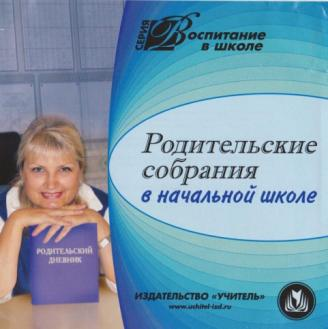 СЕРИЯ
Воспитание
в школе
Родительские
собрания
в начальной школе
РОДИТЕЛЬСКИЙ
ДНЕВНИК
ИЗДАТЕЛЬСТВО «УЧИТЕЛЬ»
www.uchitel-izd.ru